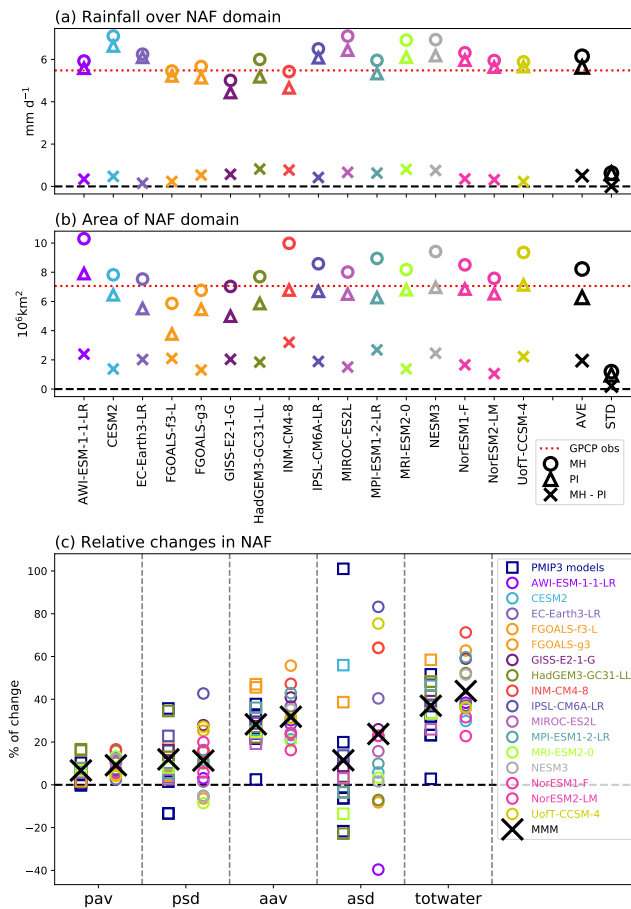 (a) Rainfall over NAF domain
6
4
2
0
mm d⁻¹
(b) Area of NAF domain
10
8
6
4
2
0
10⁶km²
AWI-ESM-1-1-LR
CESM2
EC-Earth3-LR
FGOALS-f3-L
FGOALS-g3
GISS-E2-1-G
HadGEM3-GC31-LL
INM-CM4-8
IPSL-CM6A-LR
MIROC-ES2L
MPI-ESM1-2-LR
MRI-ESM2-0
NESM3
NorESM1-F
NorESM2-LM
UofT-CCSM-4
AVE
STD
GPCP obs
MH
PI
MH - PI
(c) Relative changes in NAF
100
80
60
40
20
0
−20
−40
% of change
PMIP3 models
AWI-ESM-1-1-LR
CESM2
EC-Earth3-LR
FGOALS-f3-L
FGOALS-g3
GISS-E2-1-G
HadGEM3-GC31-LL
INM-CM4-8
IPSL-CM6A-LR
MIROC-ES2L
MPI-ESM1-2-LR
MRI-ESM2-0
NESM3
NorESM1-F
NorESM2-LM
UofT-CCSM-4
MMM
pav
psd
aav
asd
totwater